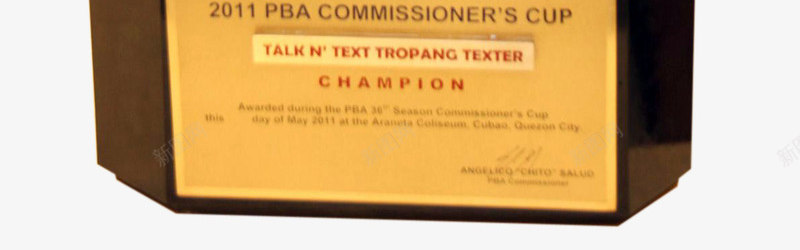 2011 PBA COMMISSIONER'S CUP
TALK N' TEXT TROPANG TEXTER
CHAMPION
Awarded during the PBA 36th Season Commissioner's Cup
this day of May 2011 at the Araneta Coliseum, Cubao, Quezon City.
ANGELICO "CHITO" SALUD
PBA Commissioner